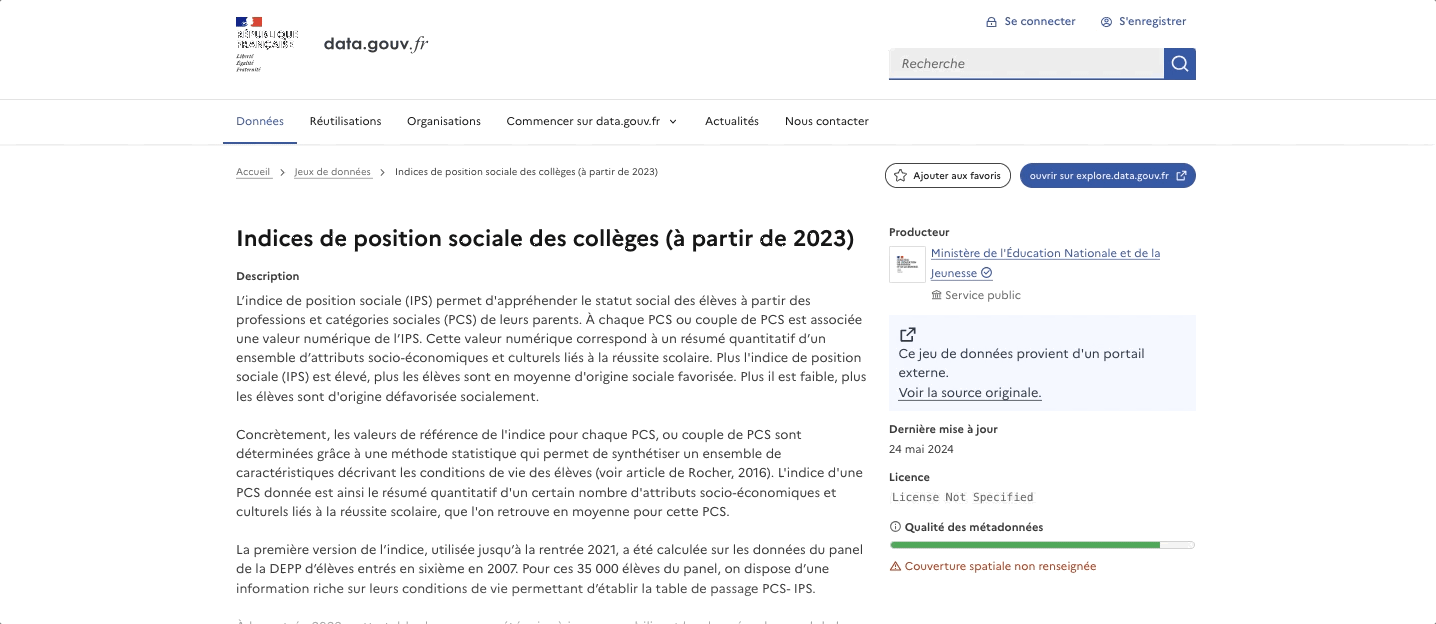 Se connecter
S'enregistrer
RÉPUBLIQUE
FRANÇAISE
Liberté
Égalité
Fraternité
data.gouv.fr
Recherche
Données
Réutilisations
Organisations
Commencer sur data.gouv.fr
Actualités
Nous contacter
Accueil > Jeux de données > Indices de position sociale des collèges (à partir de 2023)
Ajouter aux favoris
ouvrir sur explore.data.gouv.fr
Indices de position sociale des collèges (à partir de 2023)
Description
L’indice de position sociale (IPS) permet d'appréhender le statut social des élèves à partir des
professions et catégories sociales (PCS) de leurs parents. À chaque PCS ou couple de PCS est associée
une valeur numérique de l’IPS. Cette valeur numérique correspond à un résumé quantitatif d’un
ensemble d’attributs socio-économiques et culturels liés à la réussite scolaire. Plus l'indice de position
sociale (IPS) est élevé, plus les élèves sont en moyenne d'origine sociale favorisée. Plus il est faible, plus
les élèves sont d'origine défavorisée socialement.
Concrètement, les valeurs de référence de l'indice pour chaque PCS, ou couple de PCS sont
déterminées grâce à une méthode statistique qui permet de synthétiser un ensemble de
caractéristiques décrivant les conditions de vie des élèves (voir article de Rocher, 2016). L'indice d'une
PCS donnée est ainsi le résumé quantitatif d'un certain nombre d'attributs socio-économiques et
culturels liés à la réussite scolaire, que l'on retrouve en moyenne pour cette PCS.
La première version de l’indice, utilisée jusqu’à la rentrée 2021, a été calculée sur les données du panel
de la DEPP d’élèves entrés en sixième en 2007. Pour ces 35 000 élèves du panel, on dispose d’une
information riche sur leurs conditions de vie permettant d’établir la table de passage PCS- IPS.
Producteur
Ministère de l'Éducation Nationale et de la
Jeunesse
Service public
Ce jeu de données provient d'un portail
externe.
Voir la source originale.
Dernière mise à jour
24 mai 2024
Licence
License Not Specified
Qualité des métadonnées
Couverture spatiale non renseignée